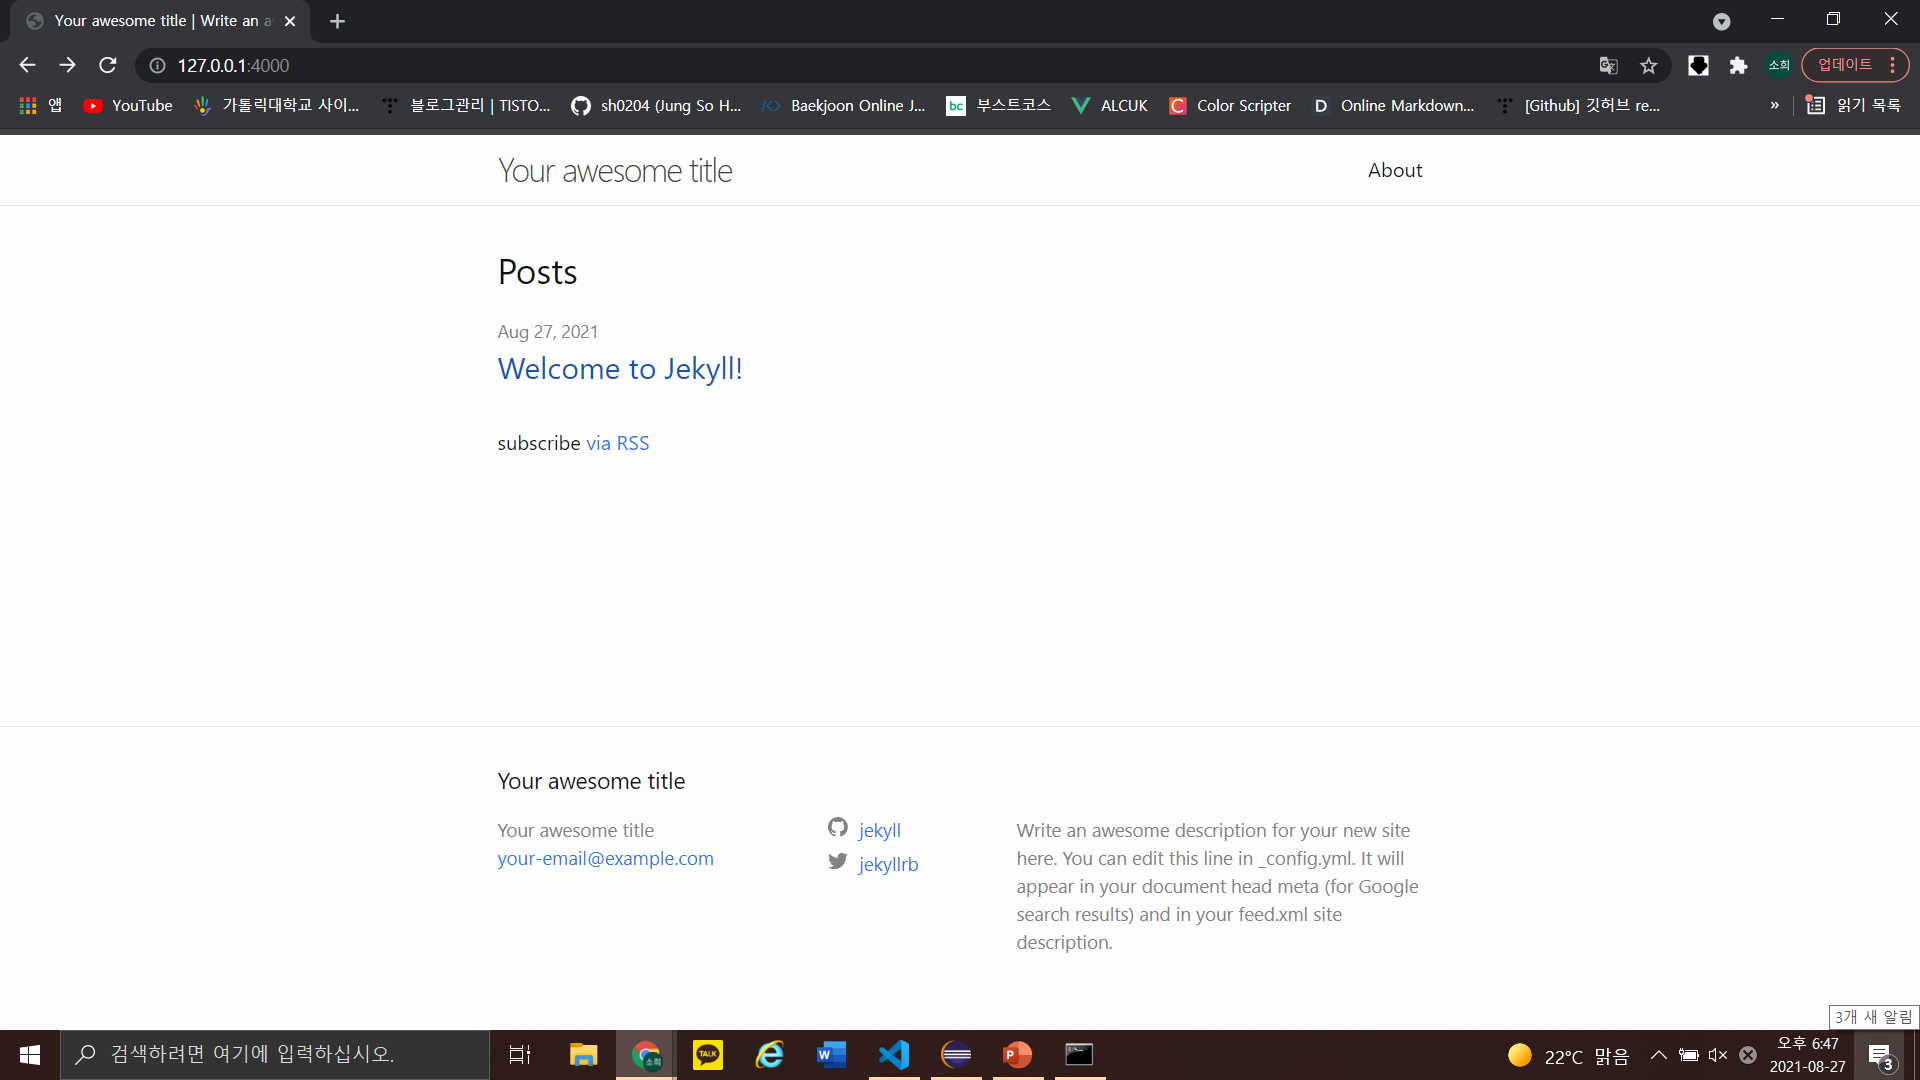 Your awesome title | Write an a
127.0.0.1:4000
소희
업데이트
앱
YouTube
가톨릭대학교 사이...
블로그관리 | TISTO...
sh0204 (Jung So H...
Baekjoon Online J...
bc 부스트코스
ALCUK
C Color Scripter
D Online Markdown...
[Github] 깃허브 re...
»
읽기 목록
Your awesome title
About
Posts
Aug 27, 2021
Welcome to Jekyll!
subscribe via RSS
Your awesome title
Your awesome title
your-email@example.com
jekyll
jekyllrb
Write an awesome description for your new site
here. You can edit this line in _config.yml. It will
appear in your document head meta (for Google
search results) and in your feed.xml site
description.
3개 새 알림
검색하려면 여기에 입력하십시오.
소희
TALK
W
P
22°C 맑음
오후 6:47
2021-08-27
3